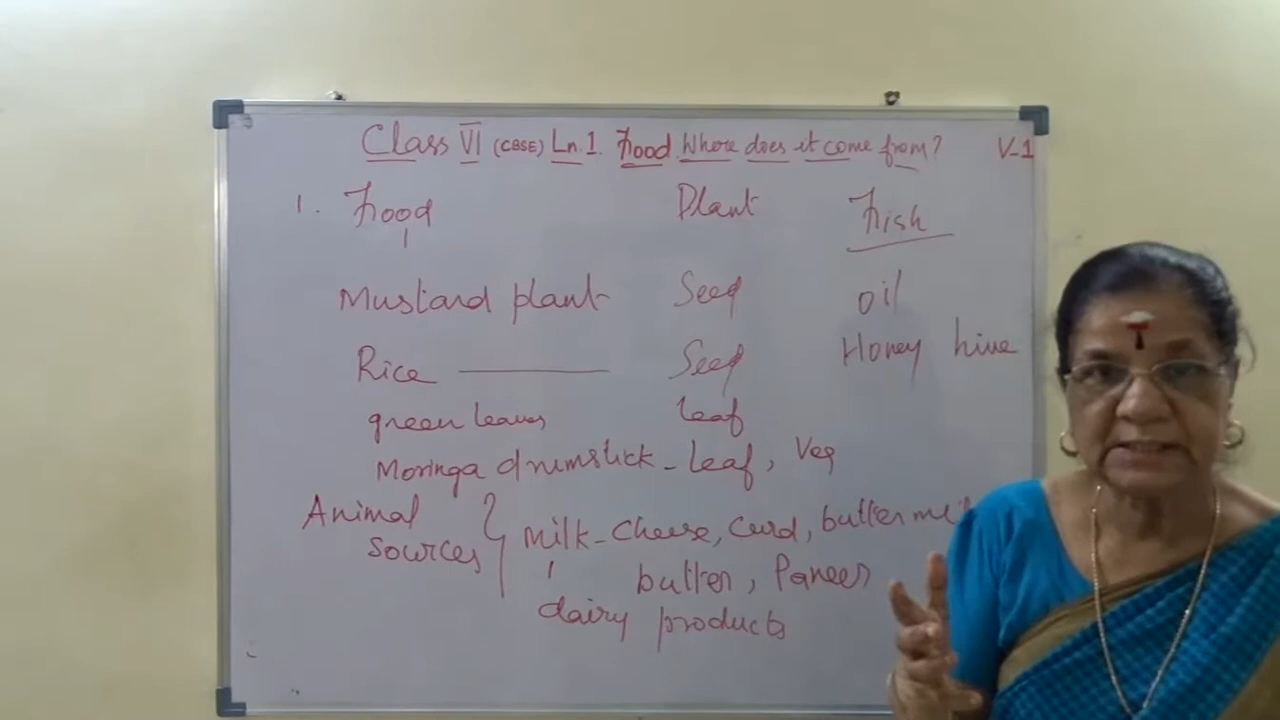 Class VI (CBSE) Ln.1. Food Where does it come from? V-1
1. Food Plant Fish
Mustard plant Seed oil
Rice Seed Honey hive
green leaves leaf
Moringa drumstick - Leaf, Veg
Animal sources
Milk - Cheese, Curd,
butter, Paneer
dairy products